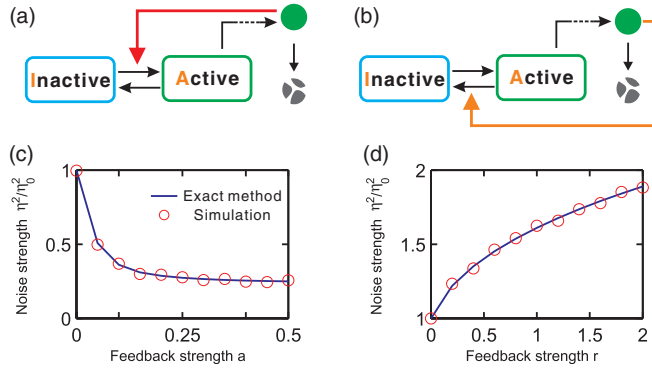 (a)
Inactive
Active
(b)
Inactive
Active
(c)
Noise strength η²/η₀²
1
0.5
0
Exact method
Simulation
0
0.25
0.5
Feedback strength a
(d)
Noise strength η²/η₀²
2
1.5
1
0
0.5
1
1.5
2
Feedback strength r